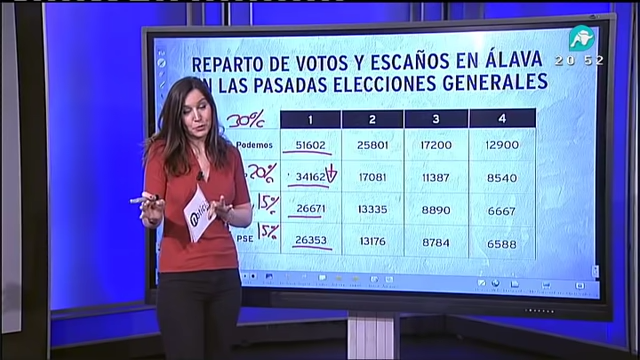 20 52
REPARTO DE VOTOS Y ESCAÑOS EN ÁLAVA
EN LAS PASADAS ELECCIONES GENERALES
30% 1 2 3 4
Podemos 51602 25801 17200 12900
20% 34162 17081 11387 8540
15% 26671 13335 8890 6667
PSE 15% 26353 13176 8784 6588